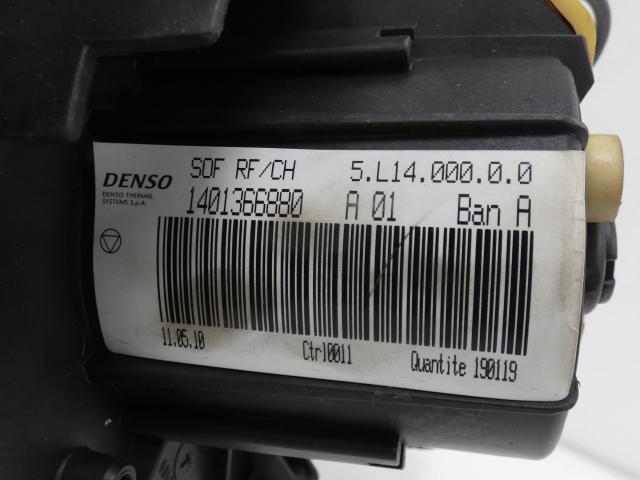 DENSO
DENSO THERMAL
SYSTEMS S.p.A.
SOF RF/CH 5.L14.000.0.0
1401366880 A 01 Ban A
11.05.10 Ctrl0011 Quantite 190119